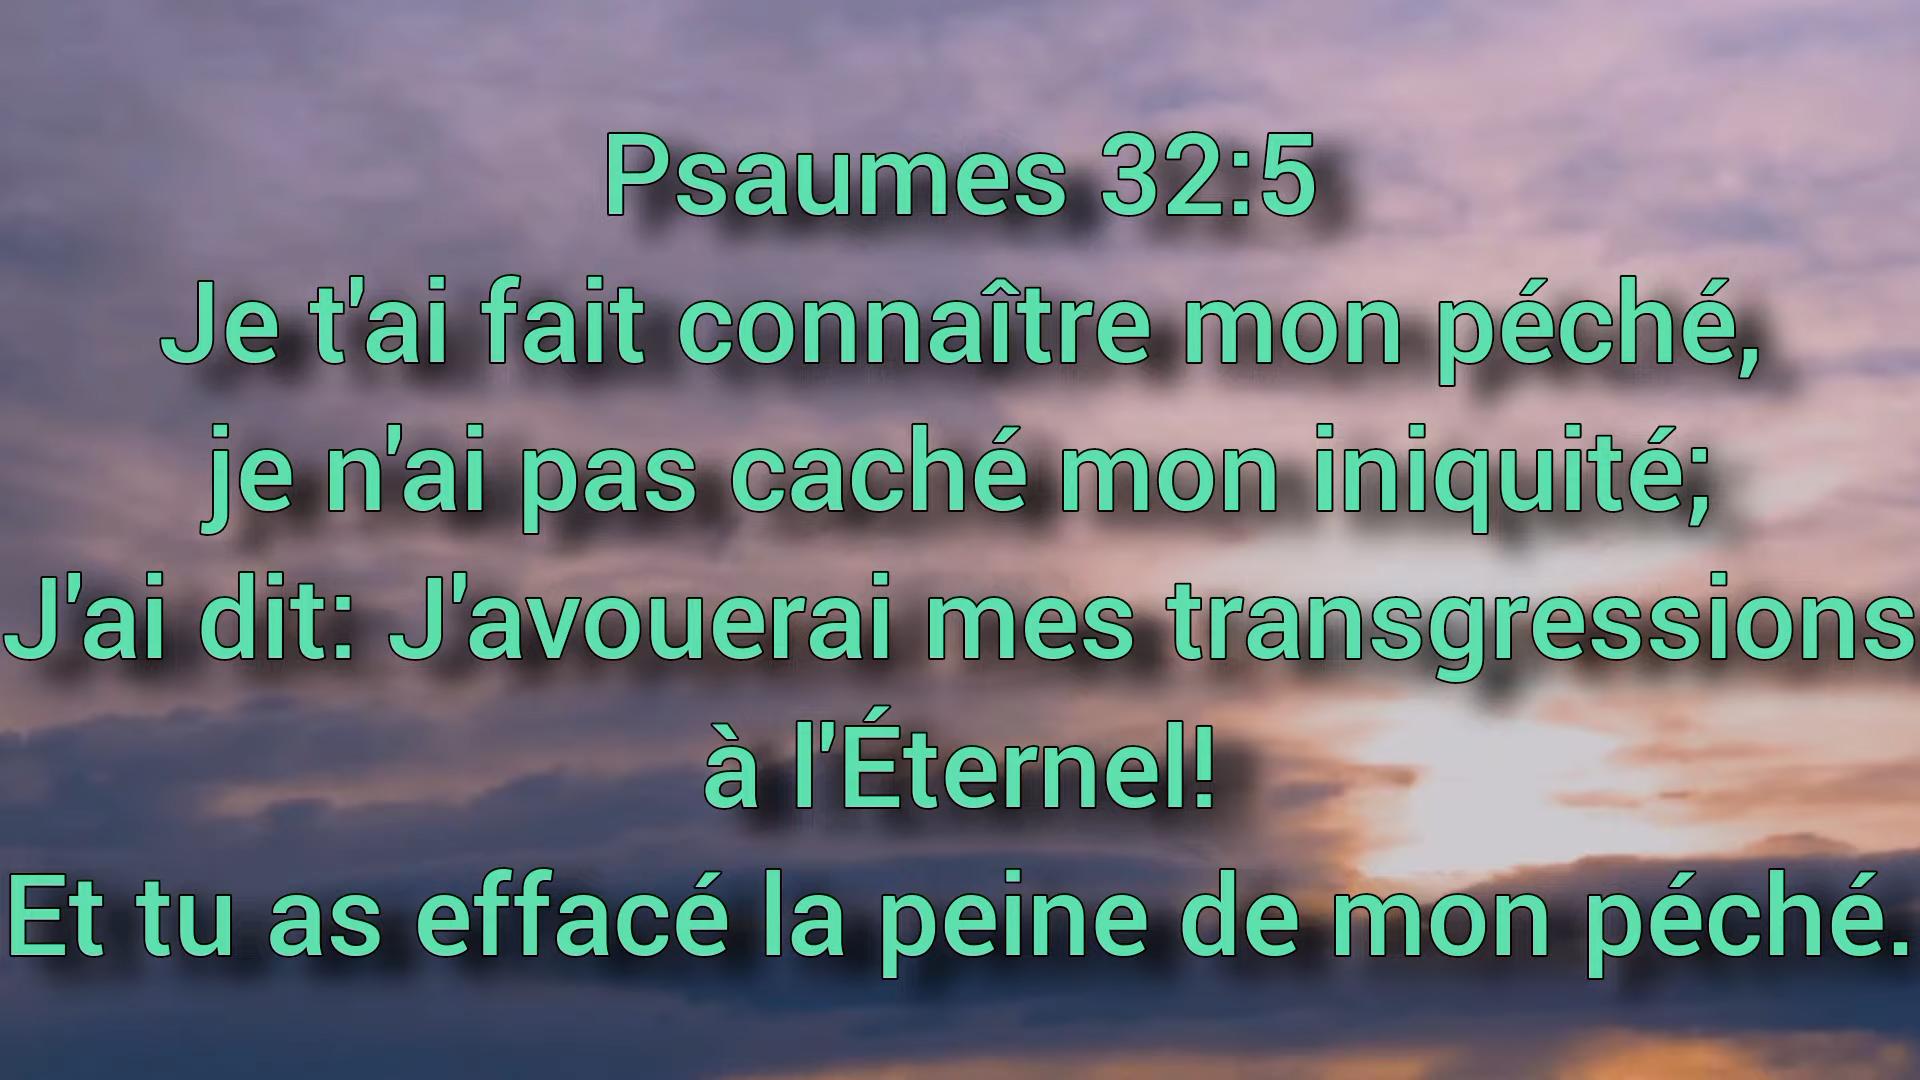 Psaumes 32:5
Je t'ai fait connaître mon péché,
je n'ai pas caché mon iniquité;
J'ai dit: J'avouerai mes transgressions
à l'Éternel!
Et tu as effacé la peine de mon péché.